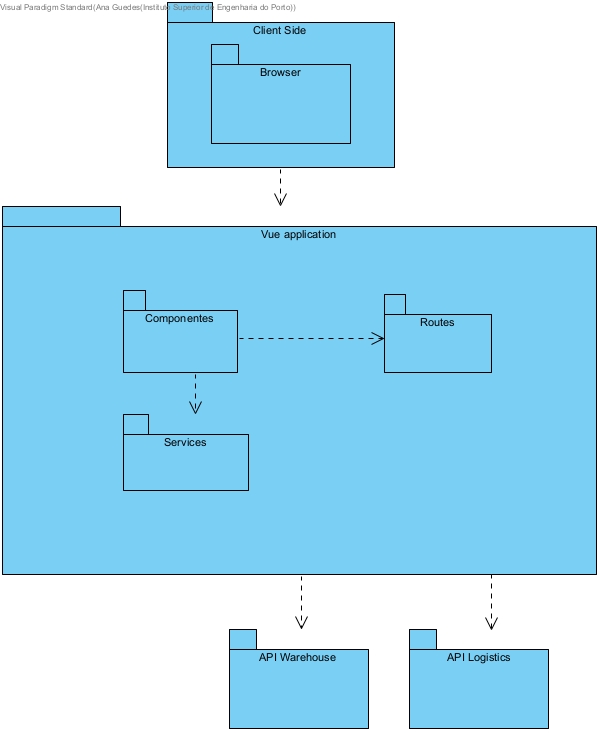 Visual Paradigm Standard(Ana Guedes(Instituto Superior de Engenharia do Porto))
Client Side
Browser
Vue application
Componentes
Routes
Services
API Warehouse
API Logistics